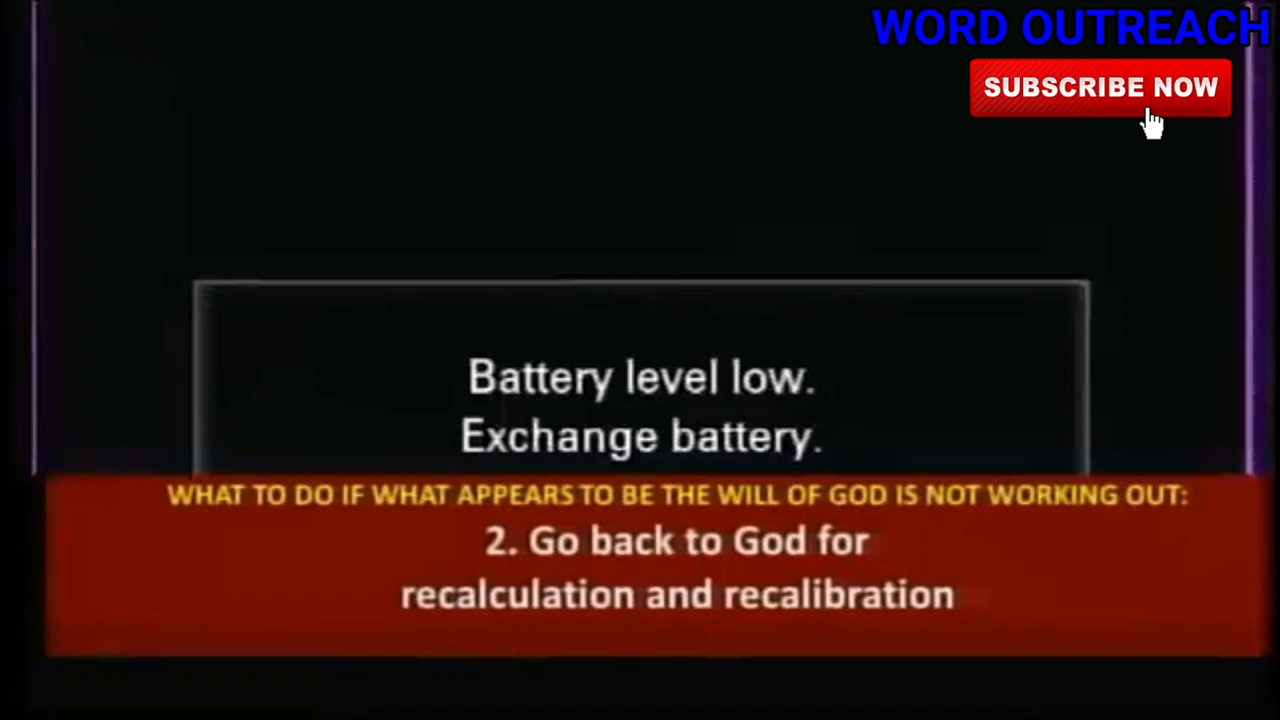 WORD OUTREACH
SUBSCRIBE NOW
Battery level low.
Exchange battery.
WHAT TO DO IF WHAT APPEARS TO BE THE WILL OF GOD IS NOT WORKING OUT:
2. Go back to God for
recalculation and recalibration